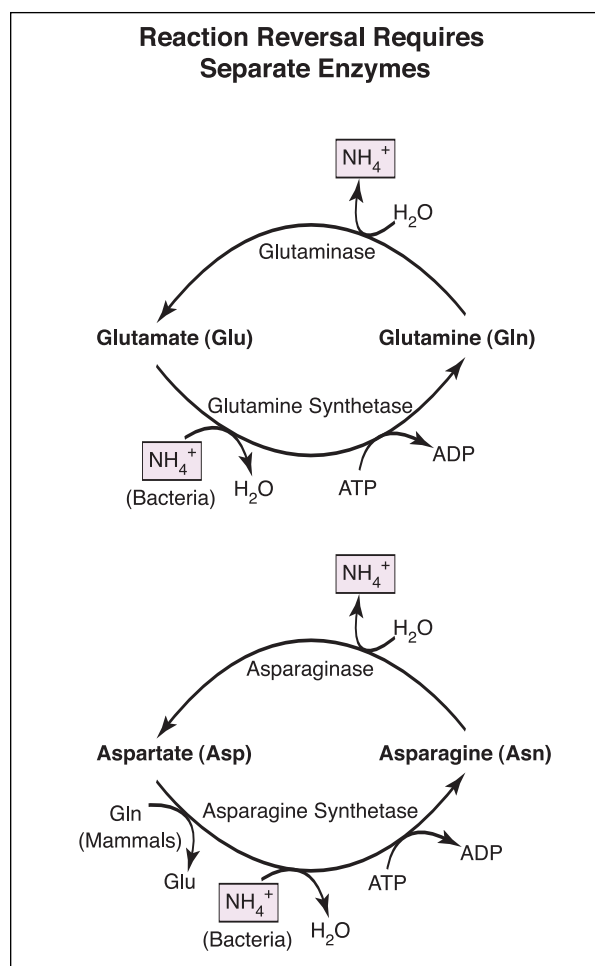 Reaction Reversal Requires
Separate Enzymes
NH₄⁺
H₂O
Glutaminase
Glutamate (Glu)
Glutamine (Gln)
Glutamine Synthetase
NH₄⁺
(Bacteria)
H₂O
ATP
ADP
NH₄⁺
H₂O
Asparaginase
Aspartate (Asp)
Asparagine (Asn)
Asparagine Synthetase
Gln
(Mammals)
Glu
NH₄⁺
(Bacteria)
H₂O
ATP
ADP